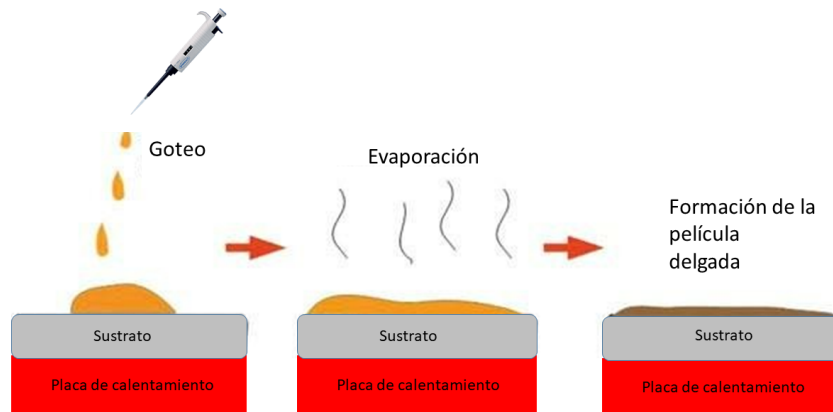 Goteo
Sustrato
Placa de calentamiento
Evaporación
Sustrato
Placa de calentamiento
Formación de la
película
delgada
Sustrato
Placa de calentamiento